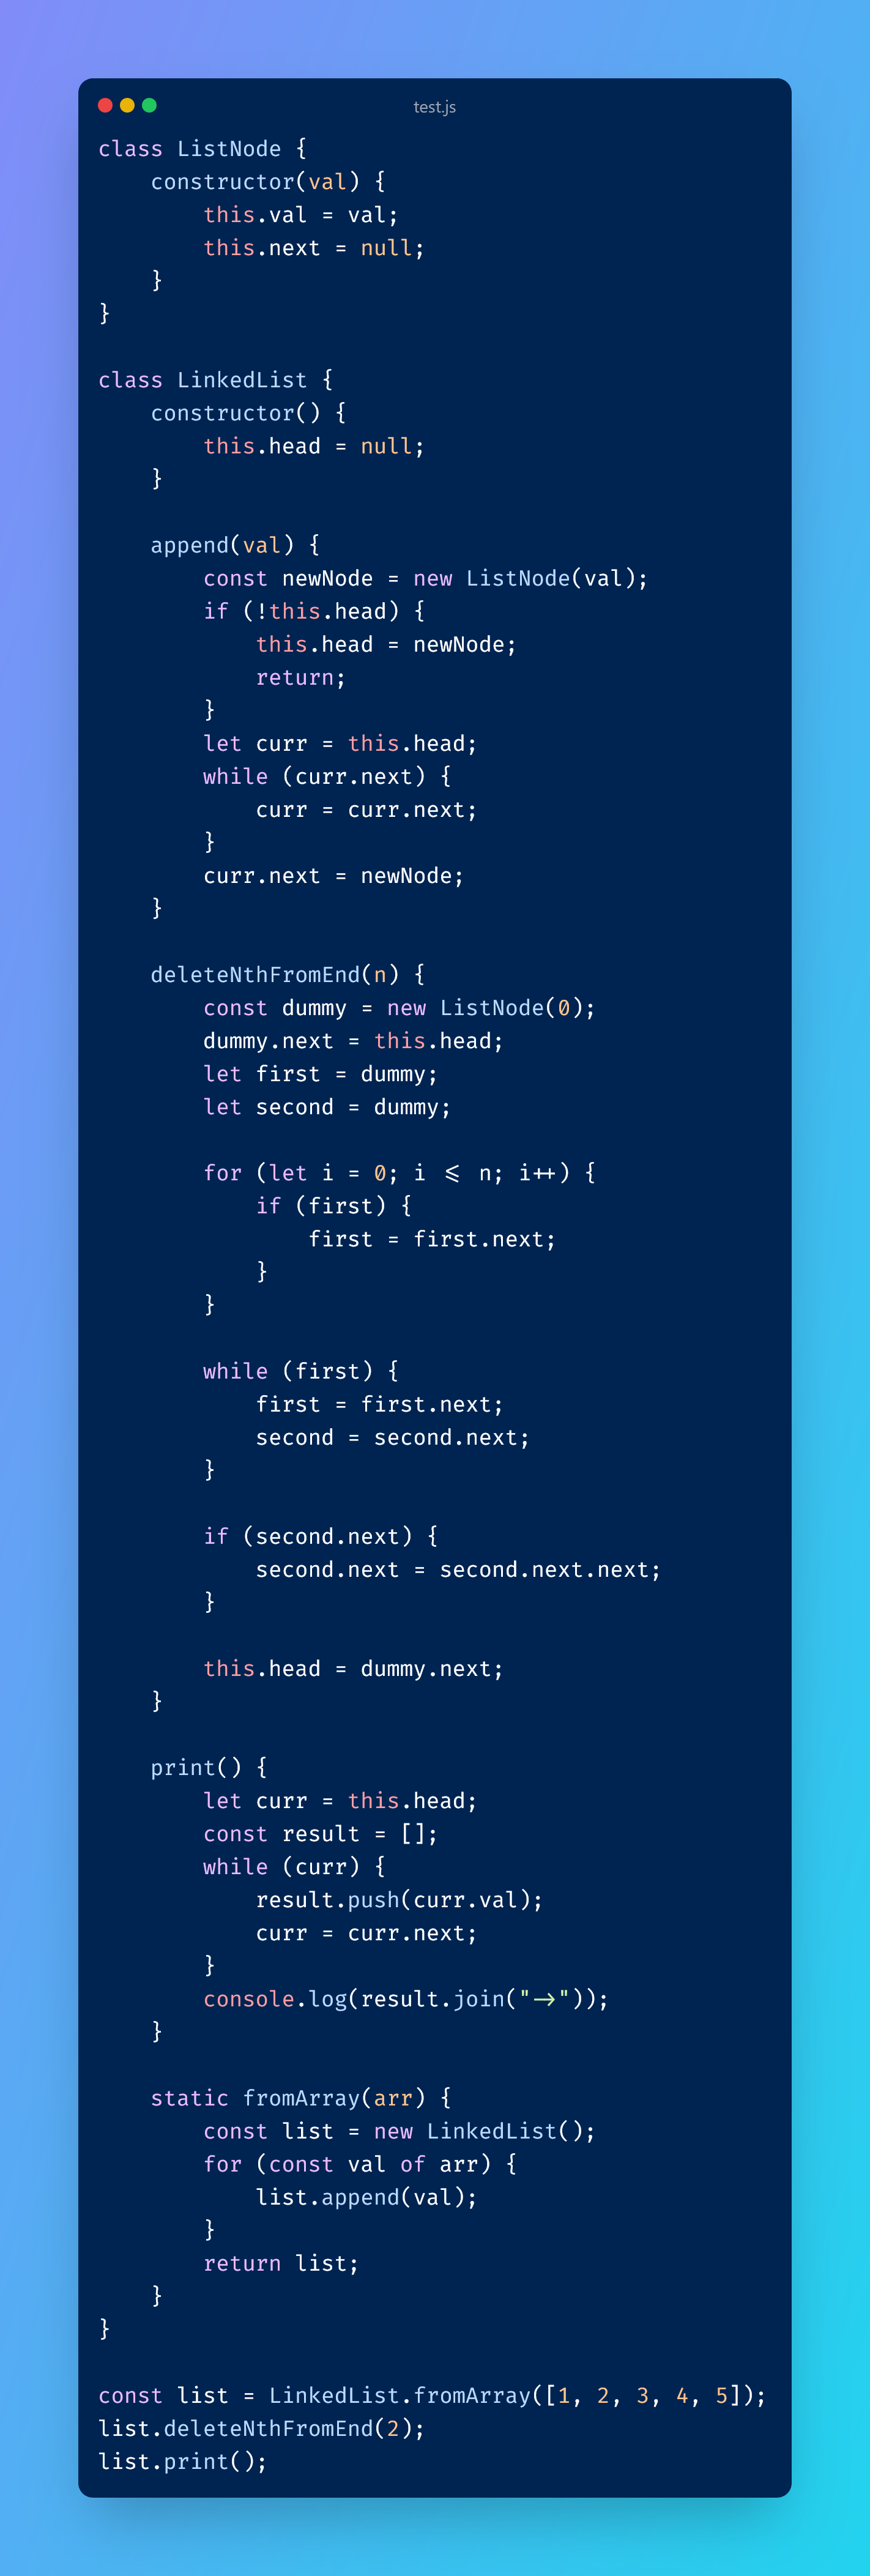 test.js
class ListNode {
    constructor(val) {
        this.val = val;
        this.next = null;
    }
}

class LinkedList {
    constructor() {
        this.head = null;
    }

    append(val) {
        const newNode = new ListNode(val);
        if (!this.head) {
            this.head = newNode;
            return;
        }
        let curr = this.head;
        while (curr.next) {
            curr = curr.next;
        }
        curr.next = newNode;
    }

    deleteNthFromEnd(n) {
        const dummy = new ListNode(0);
        dummy.next = this.head;
        let first = dummy;
        let second = dummy;

        for (let i = 0; i <= n; i++) {
            if (first) {
                first = first.next;
            }
        }

        while (first) {
            first = first.next;
            second = second.next;
        }

        if (second.next) {
            second.next = second.next.next;
        }

        this.head = dummy.next;
    }

    print() {
        let curr = this.head;
        const result = [];
        while (curr) {
            result.push(curr.val);
            curr = curr.next;
        }
        console.log(result.join("->"));
    }

    static fromArray(arr) {
        const list = new LinkedList();
        for (const val of arr) {
            list.append(val);
        }
        return list;
    }
}

const list = LinkedList.fromArray([1, 2, 3, 4, 5]);
list.deleteNthFromEnd(2);
list.print();